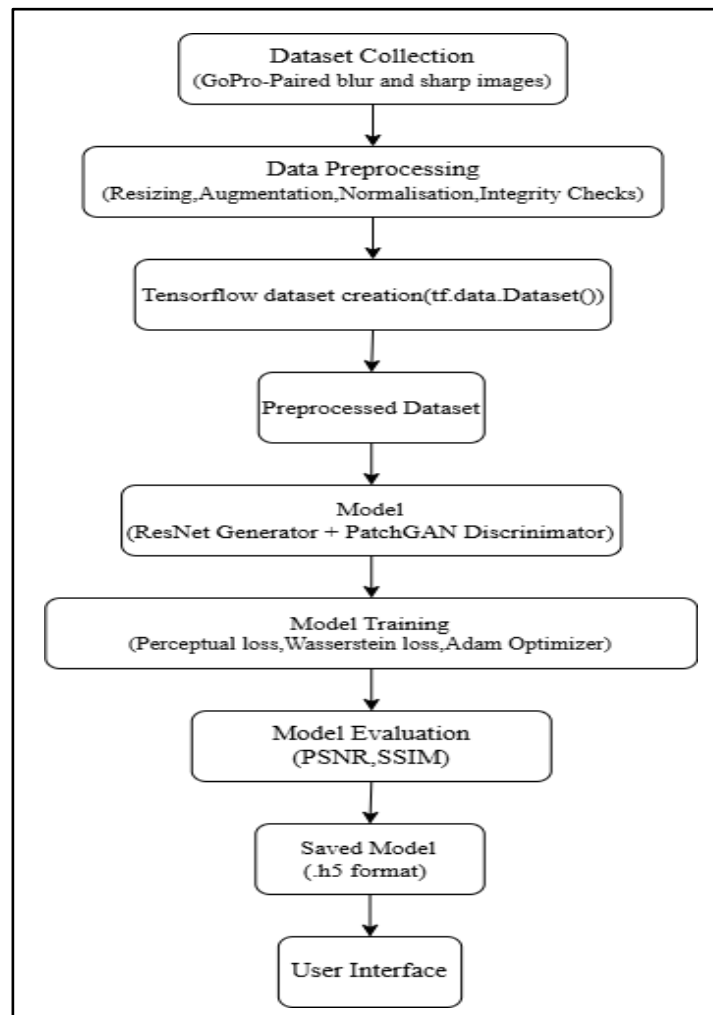 Dataset Collection
(GoPro-Paired blur and sharp images)
Data Preprocessing
(Resizing,Augmentation,Normalisation,Integrity Checks)
Tensorflow dataset creation(tf.data.Dataset())
Preprocessed Dataset
Model
(ResNet Generator + PatchGAN Discrinimator)
Model Training
(Perceptual loss,Wasserstein loss,Adam Optimizer)
Model Evaluation
(PSNR,SSIM)
Saved Model
(.h5 format)
User Interface